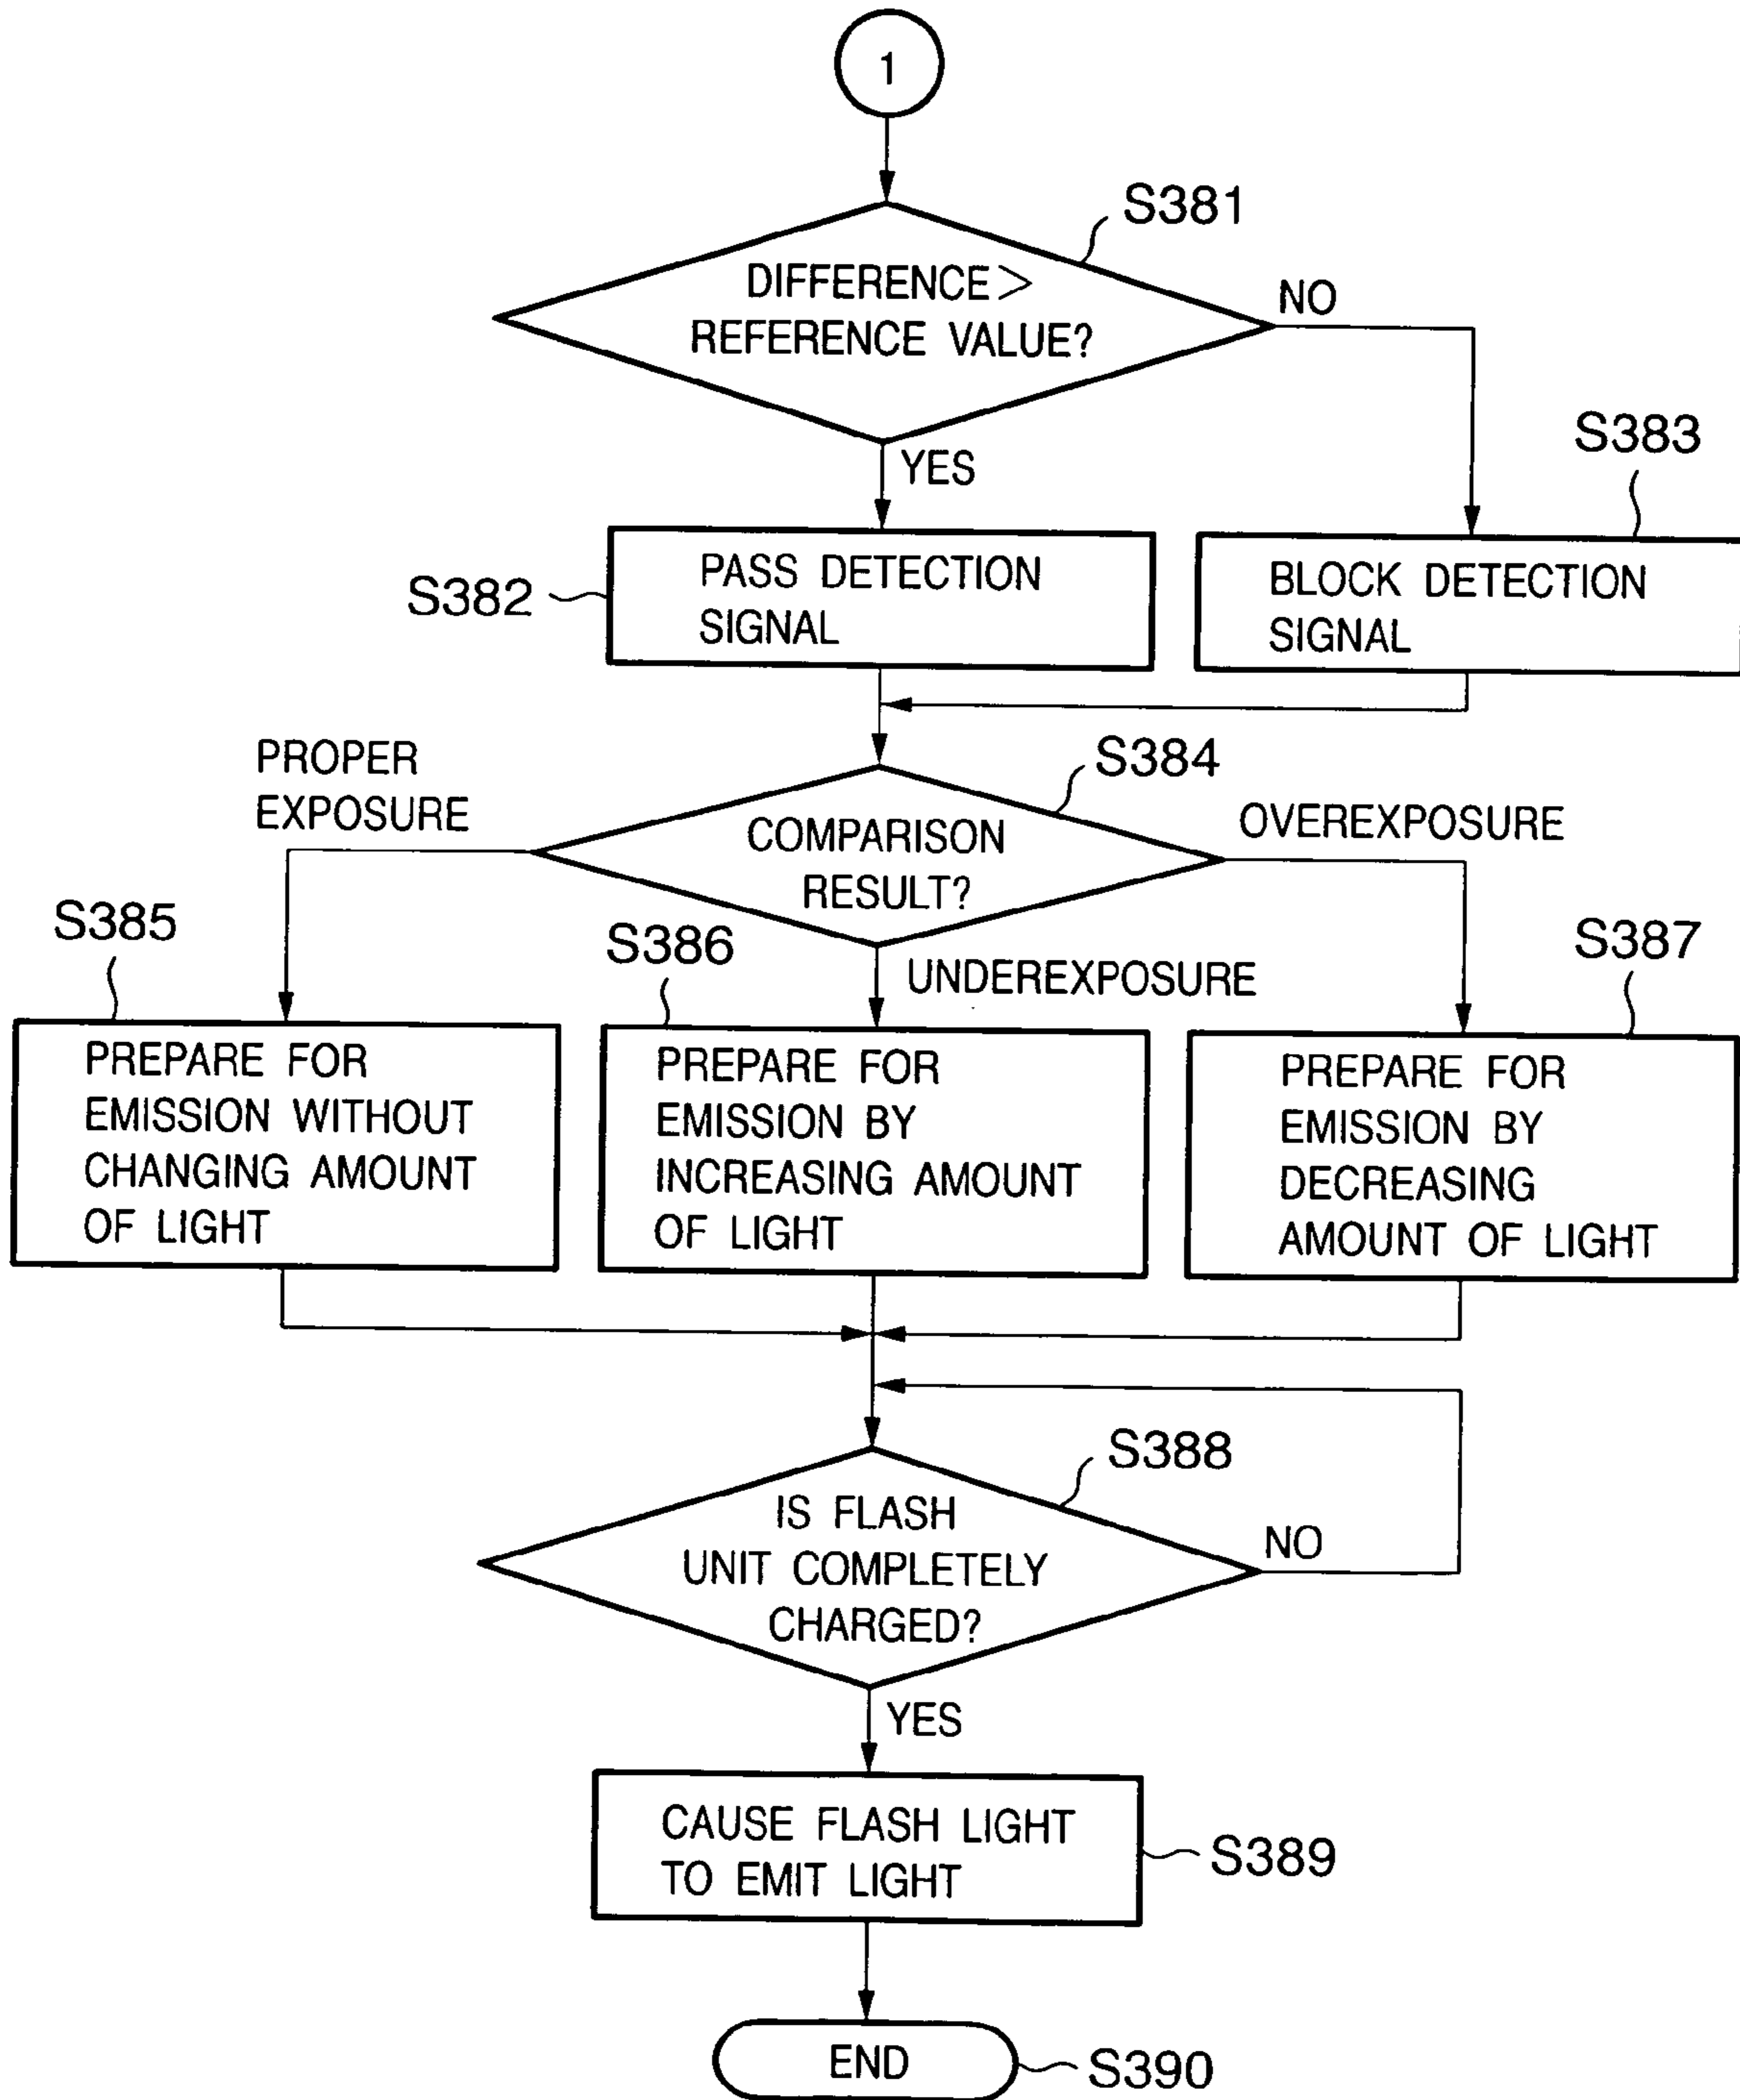 1
S381
DIFFERENCE >
REFERENCE VALUE?
NO
YES
S383
S382
PASS DETECTION
SIGNAL
BLOCK DETECTION
SIGNAL
PROPER
EXPOSURE
S384
OVEREXPOSURE
COMPARISON
RESULT?
S385
S386
UNDEREXPOSURE
S387
PREPARE FOR
EMISSION WITHOUT
CHANGING AMOUNT
OF LIGHT
PREPARE FOR
EMISSION BY
INCREASING AMOUNT
OF LIGHT
PREPARE FOR
EMISSION BY
DECREASING
AMOUNT OF LIGHT
S388
IS FLASH
UNIT COMPLETELY
CHARGED?
NO
YES
CAUSE FLASH LIGHT
TO EMIT LIGHT
S389
END
S390